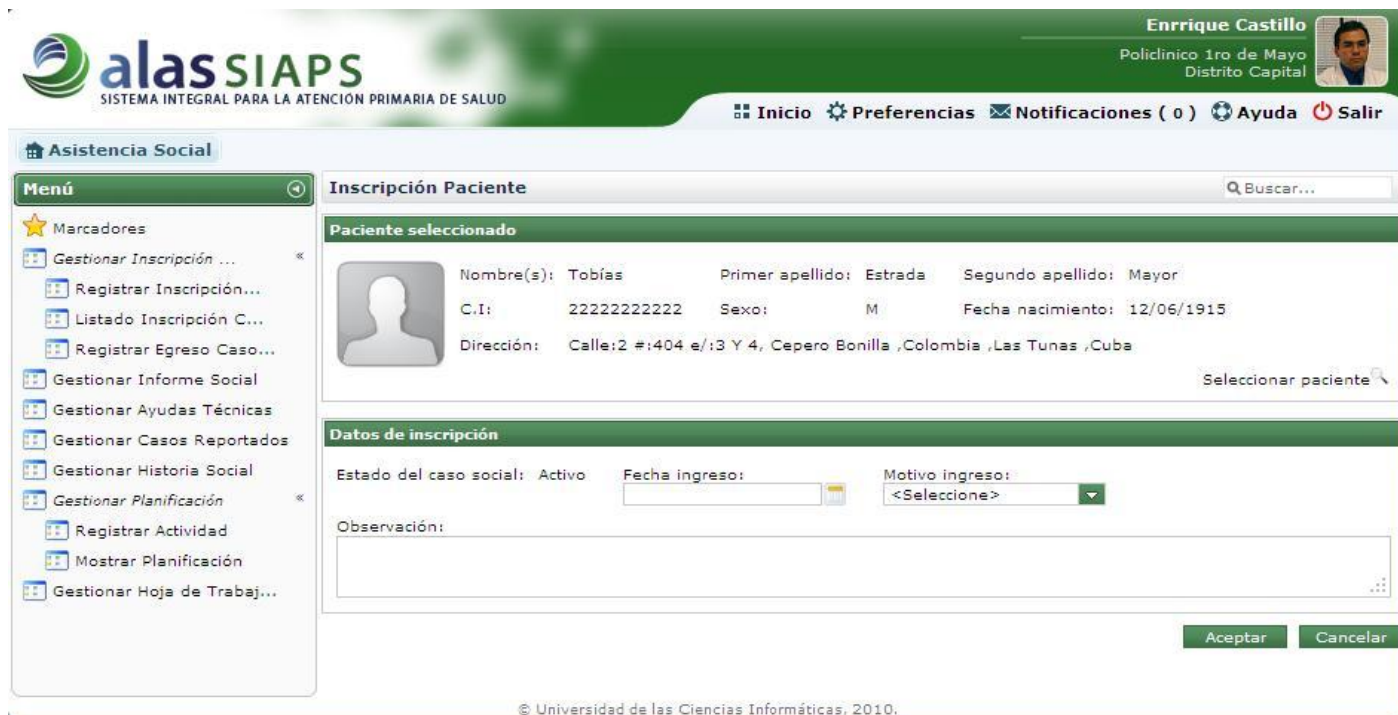 Enrrique Castillo
Policlinico 1ro de Mayo
Distrito Capital
alas SIAPS
SISTEMA INTEGRAL PARA LA ATENCIÓN PRIMARIA DE SALUD
Inicio Preferencias Notificaciones ( 0 ) Ayuda Salir
Asistencia Social
Menú
Marcadores
Gestionar Inscripción ... «
Registrar Inscripción...
Listado Inscripción C...
Registrar Egreso Caso...
Gestionar Informe Social
Gestionar Ayudas Técnicas
Gestionar Casos Reportados
Gestionar Historia Social
Gestionar Planificación «
Registrar Actividad
Mostrar Planificación
Gestionar Hoja de Trabaj...
Inscripción Paciente
Buscar...
Paciente seleccionado
Nombre(s): Tobías Primer apellido: Estrada Segundo apellido: Mayor
C.I: 22222222222 Sexo: M Fecha nacimiento: 12/06/1915
Dirección: Calle:2 #:404 e/:3 Y 4, Cepero Bonilla ,Colombia ,Las Tunas ,Cuba
Seleccionar paciente
Datos de inscripción
Estado del caso social: Activo Fecha ingreso: Motivo ingreso:
<Seleccione>
Observación:
Aceptar Cancelar
© Universidad de las Ciencias Informáticas, 2010.